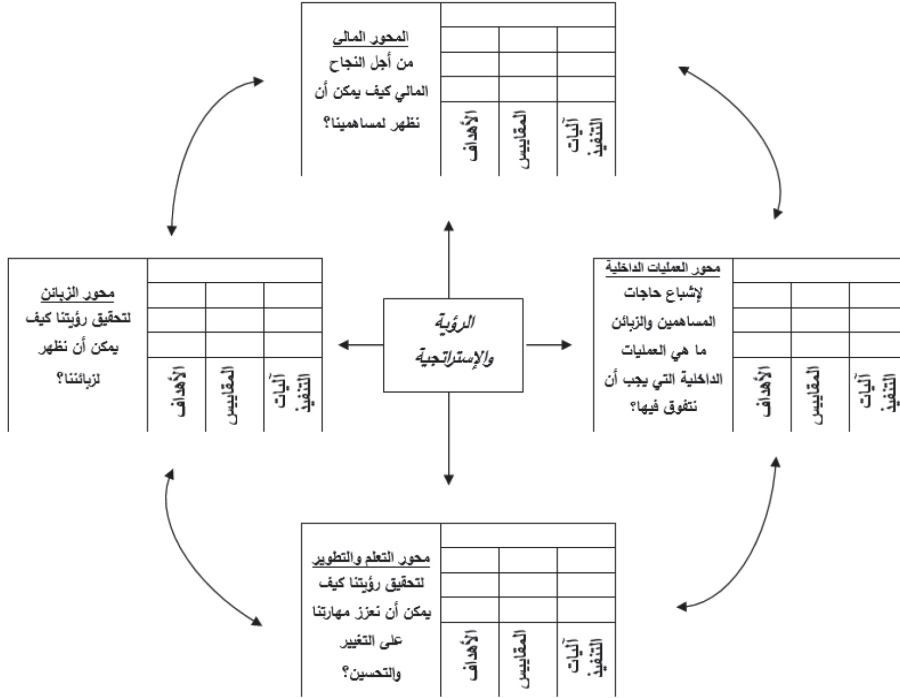 المحور المالي
من أجل النجاح
المالي كيف يمكن أن
نظهر لمساهمينا؟
الأهداف
المقاييس
آليات
التنفيذ
محور العمليات الداخلية
لإشباع حاجات
المساهمين والزبائن
ما هي العمليات
الداخلية التي يجب أن
نتفوق فيها؟
الأهداف
المقاييس
آليات
التنفيذ
الرؤية
والإستراتجية
محور الزبائن
لتحقيق رؤيتنا كيف
يمكن أن نظهر
لزبائننا؟
الأهداف
المقاييس
آليات
التنفيذ
محور التعلم والتطوير
لتحقيق رؤيتنا كيف
يمكن أن نعزز مهارتنا
على التغيير
والتحسين؟
الأهداف
المقاييس
آليات
التنفيذ